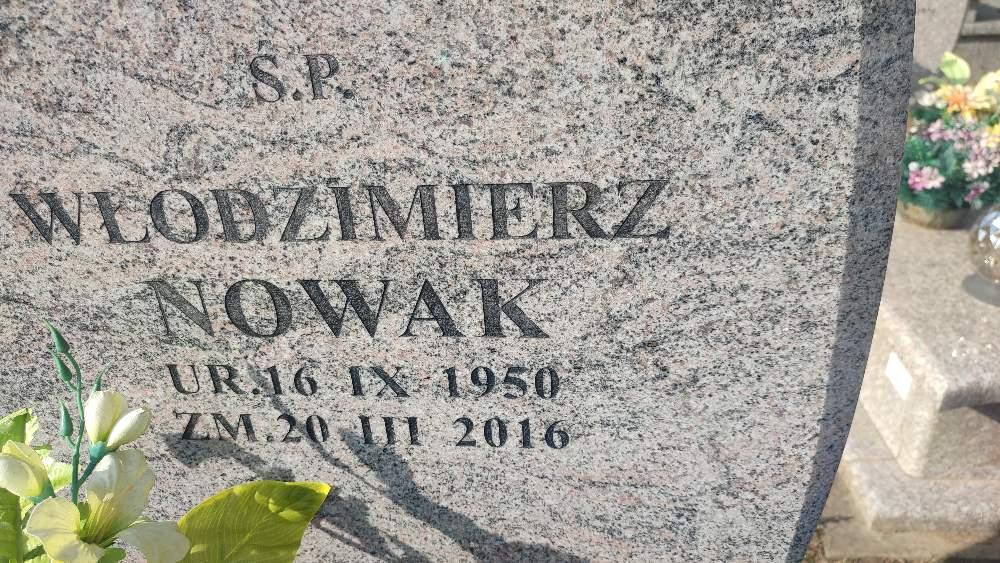 Ś.P.
WŁODZIMIERZ
NOWAK
UR.16 IX 1950
ZM.20 III 2016